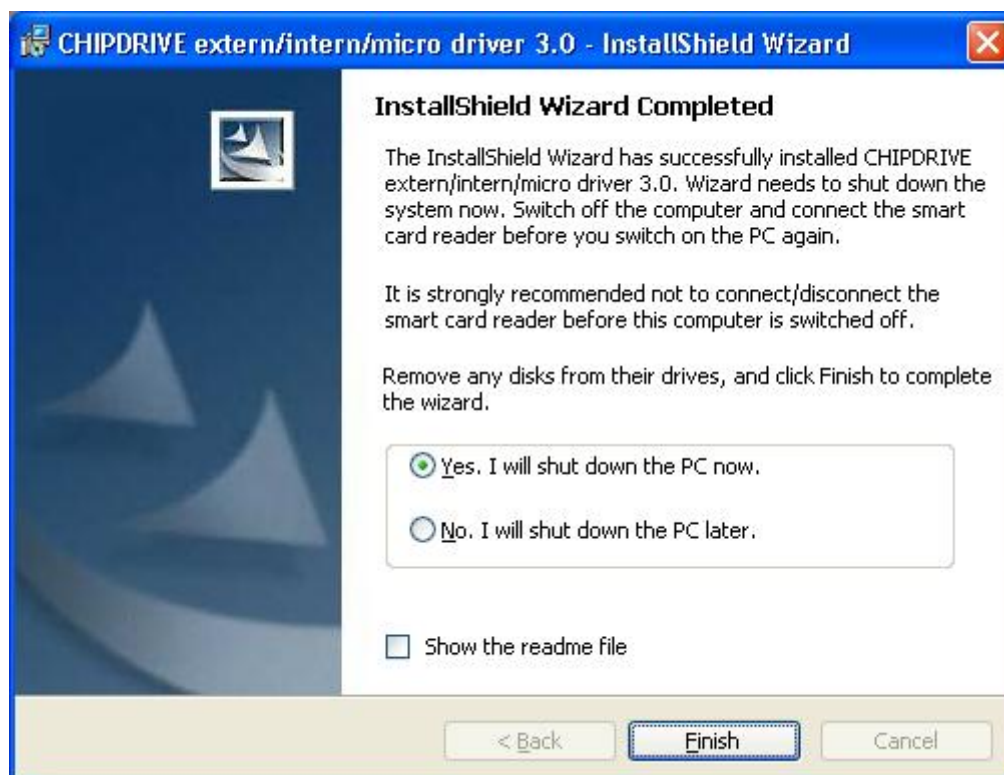 CHIPDRIVE extern/intern/micro driver 3.0 - InstallShield Wizard
InstallShield Wizard Completed
The InstallShield Wizard has successfully installed CHIPDRIVE
extern/intern/micro driver 3.0. Wizard needs to shut down the
system now. Switch off the computer and connect the smart
card reader before you switch on the PC again.
It is strongly recommended not to connect/disconnect the
smart card reader before this computer is switched off.
Remove any disks from their drives, and click Finish to complete
the wizard.
Yes. I will shut down the PC now.
No. I will shut down the PC later.
Show the readme file
< Back
Finish
Cancel